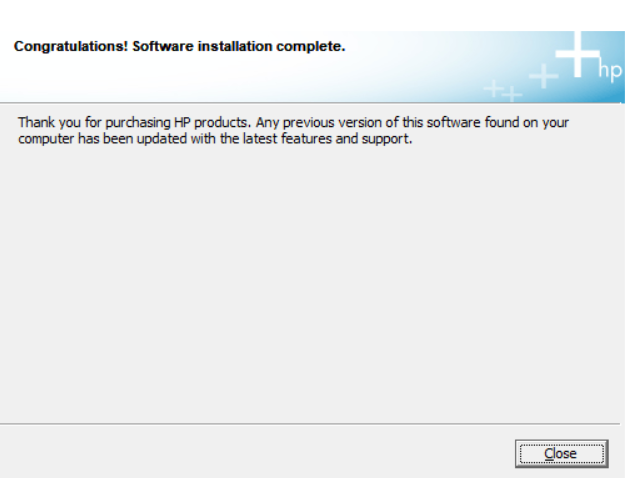 Congratulations! Software installation complete.
hp
Thank you for purchasing HP products. Any previous version of this software found on your
computer has been updated with the latest features and support.
Close